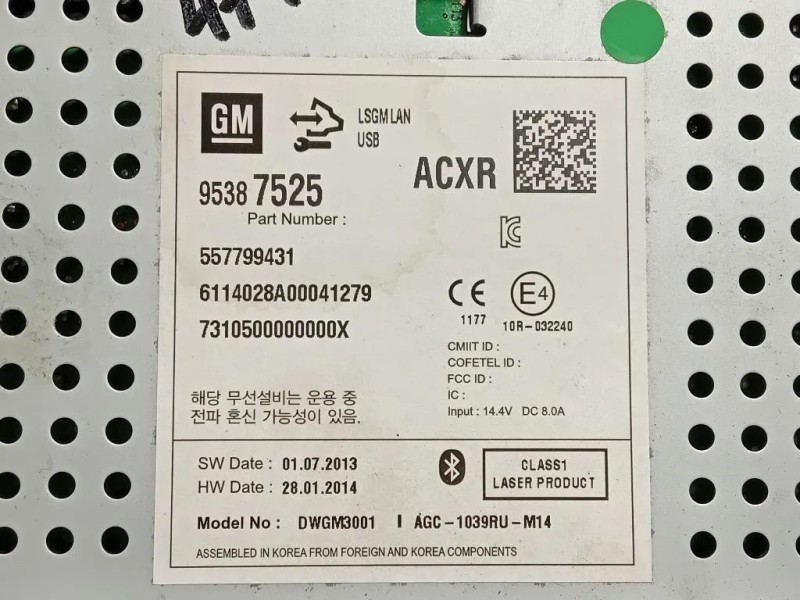 GM
LSGM LAN
USB
ACXR
9538 7525
Part Number :
557799431
6114028A00041279
7310500000000X
CE
1177
E4
10R-032240
CMIIT ID :
COFETEL ID :
FCC ID :
IC :
Input : 14.4V DC 8.0A
해당 무선설비는 운용 중
전파 혼신 가능성이 있음.
SW Date : 01.07.2013
HW Date : 28.01.2014
CLASS1
LASER PRODUCT
Model No : DWGM3001 I AGC-1039RU-M14
ASSEMBLED IN KOREA FROM FOREIGN AND KOREA COMPONENTS